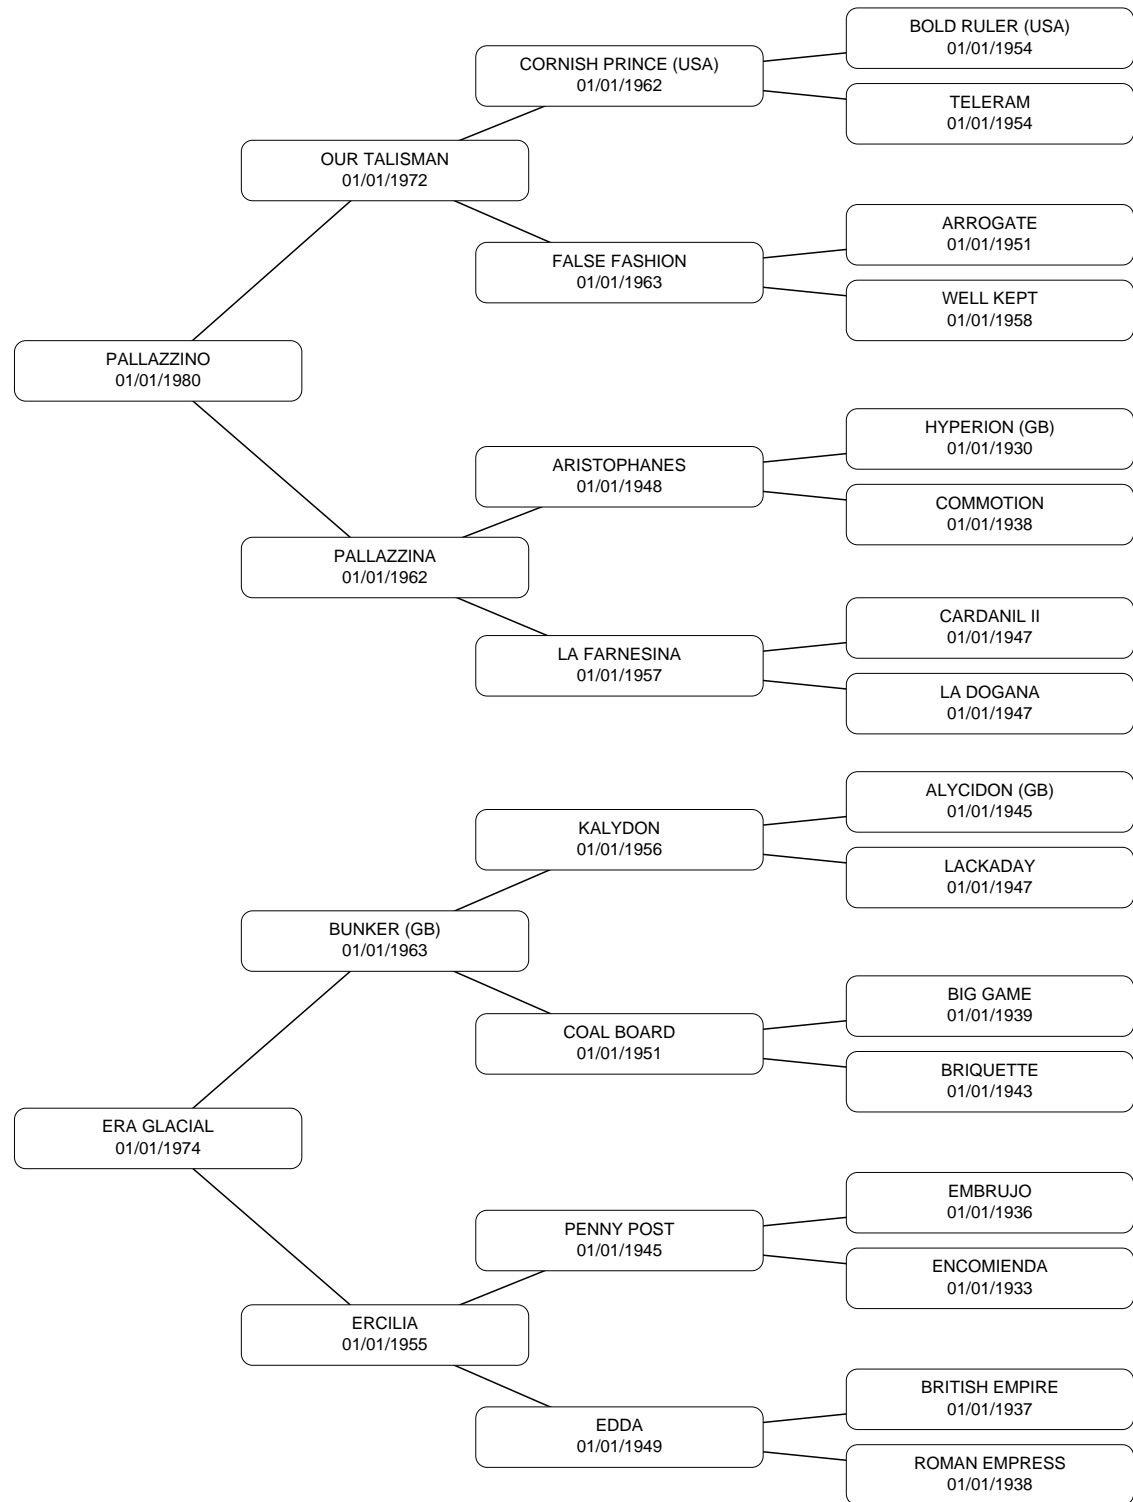 BOLD RULER (USA)
01/01/1954
CORNISH PRINCE (USA)
01/01/1962
TELERAM
01/01/1954
OUR TALISMAN
01/01/1972
ARROGATE
01/01/1951
FALSE FASHION
01/01/1963
WELL KEPT
01/01/1958
PALLAZZINO
01/01/1980
HYPERION (GB)
01/01/1930
ARISTOPHANES
01/01/1948
COMMOTION
01/01/1938
PALLAZZINA
01/01/1962
CARDANIL II
01/01/1947
LA FARNESINA
01/01/1957
LA DOGANA
01/01/1947
ALYCIDON (GB)
01/01/1945
KALYDON
01/01/1956
LACKADAY
01/01/1947
BUNKER (GB)
01/01/1963
BIG GAME
01/01/1939
COAL BOARD
01/01/1951
BRIQUETTE
01/01/1943
ERA GLACIAL
01/01/1974
EMBRUJO
01/01/1936
PENNY POST
01/01/1945
ENCOMIENDA
01/01/1933
ERCILIA
01/01/1955
BRITISH EMPIRE
01/01/1937
EDDA
01/01/1949
ROMAN EMPRESS
01/01/1938